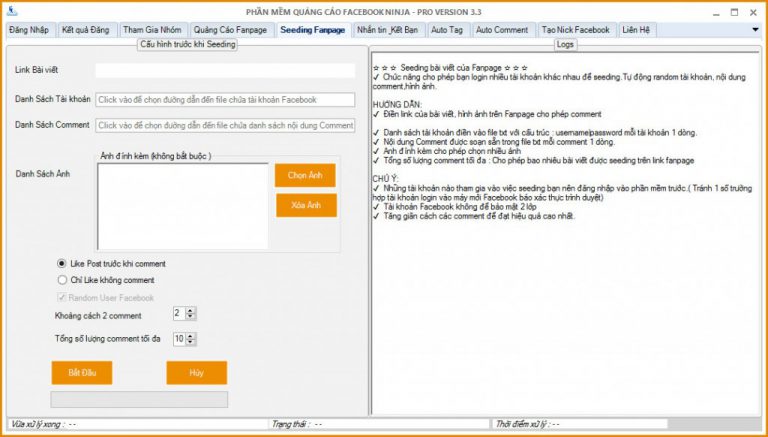 PHẦN MỀM QUẢNG CÁO FACEBOOK NINJA - PRO VERSION 3.3
Đăng Nhập Kết quả Đăng Tham Gia Nhóm Quảng Cáo Fanpage Seeding Fanpage Nhắn tin _Kết Bạn Auto Tag Auto Comment Tạo Nick Facebook Liên Hệ
Cấu hình trước khi Seeding
Link Bài viết
Danh Sách Tài khoản Click vào để chọn đường dẫn đến file chứa tài khoản Facebook
Danh Sách Comment Click vào để chọn đường dẫn đến file chứa danh sách nội dung Comment
Ảnh đính kèm (không bắt buộc )
Danh Sách Ảnh
Chọn Ảnh
Xóa Ảnh
Like Post trước khi comment
Chỉ Like không comment
Random User Facebook
Khoảng cách 2 comment 2
Tổng số lượng comment tối đa 10
Bắt Đầu Hủy
Logs
☆ ☆ ☆ Seeding bài viết của Fanpage ☆ ☆ ☆
✓ Chức năng cho phép bạn login nhiều tài khoản khác nhau để seeding.Tự động random tài khoản, nội dung
comment,hình ảnh.
HƯỚNG DẪN:
✓ Điền link của bài viết, hình ảnh trên Fanpage cho phép comment
✓ Danh sách tài khoản điền vào file txt với cấu trúc : username|password mỗi tài khoản 1 dòng.
✓ Nội dung Comment được soạn sẵn trong file txt mỗi comment 1 dòng.
✓ Ảnh đính kèm cho phép chọn nhiều ảnh
✓ Tổng số lượng comment tối đa : Cho phép bao nhiêu bài viết được seeding trên link fanpage
CHÚ Ý:
✓ Những tài khoản nào tham gia vào việc seeding bạn nên đăng nhập vào phần mềm trước.( Tránh 1 số trường
hợp tài khoản login vào máy mới Facebook báo xác thực trình duyệt)
✓ Tài khoản Facebook không để bảo mật 2 lớp
✓ Tăng giãn cách các comment để đạt hiệu quả cao nhất.
Vừa xử lý xong : - - Trạng thái : - - Thời điểm xử lý : - -